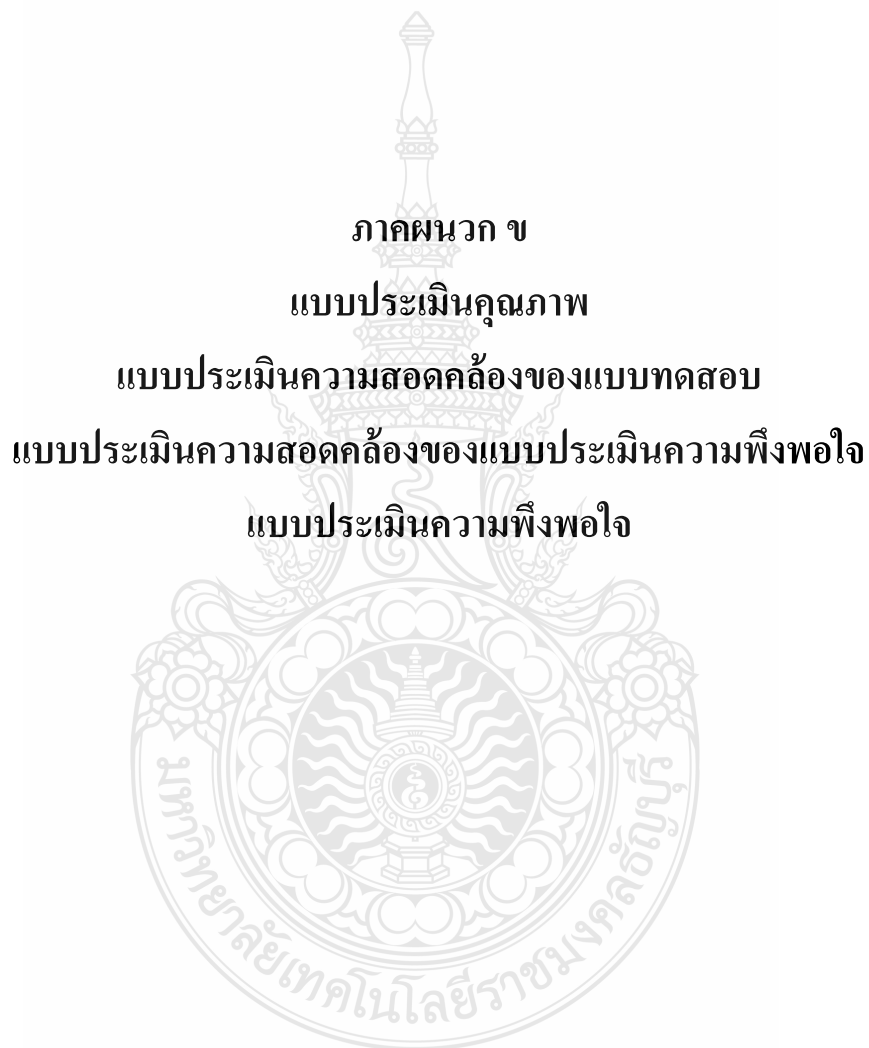 ภาคผนวก ข
แบบประเมินคุณภาพ
แบบประเมินความสอดคล้องของแบบทดสอบ
แบบประเมินความสอดคล้องของแบบประเมินความพึงพอใจ
แบบประเมินความพึงพอใจ
มหาวิทยาลัยเทคโนโลยีราชมงคลธัญบุรี